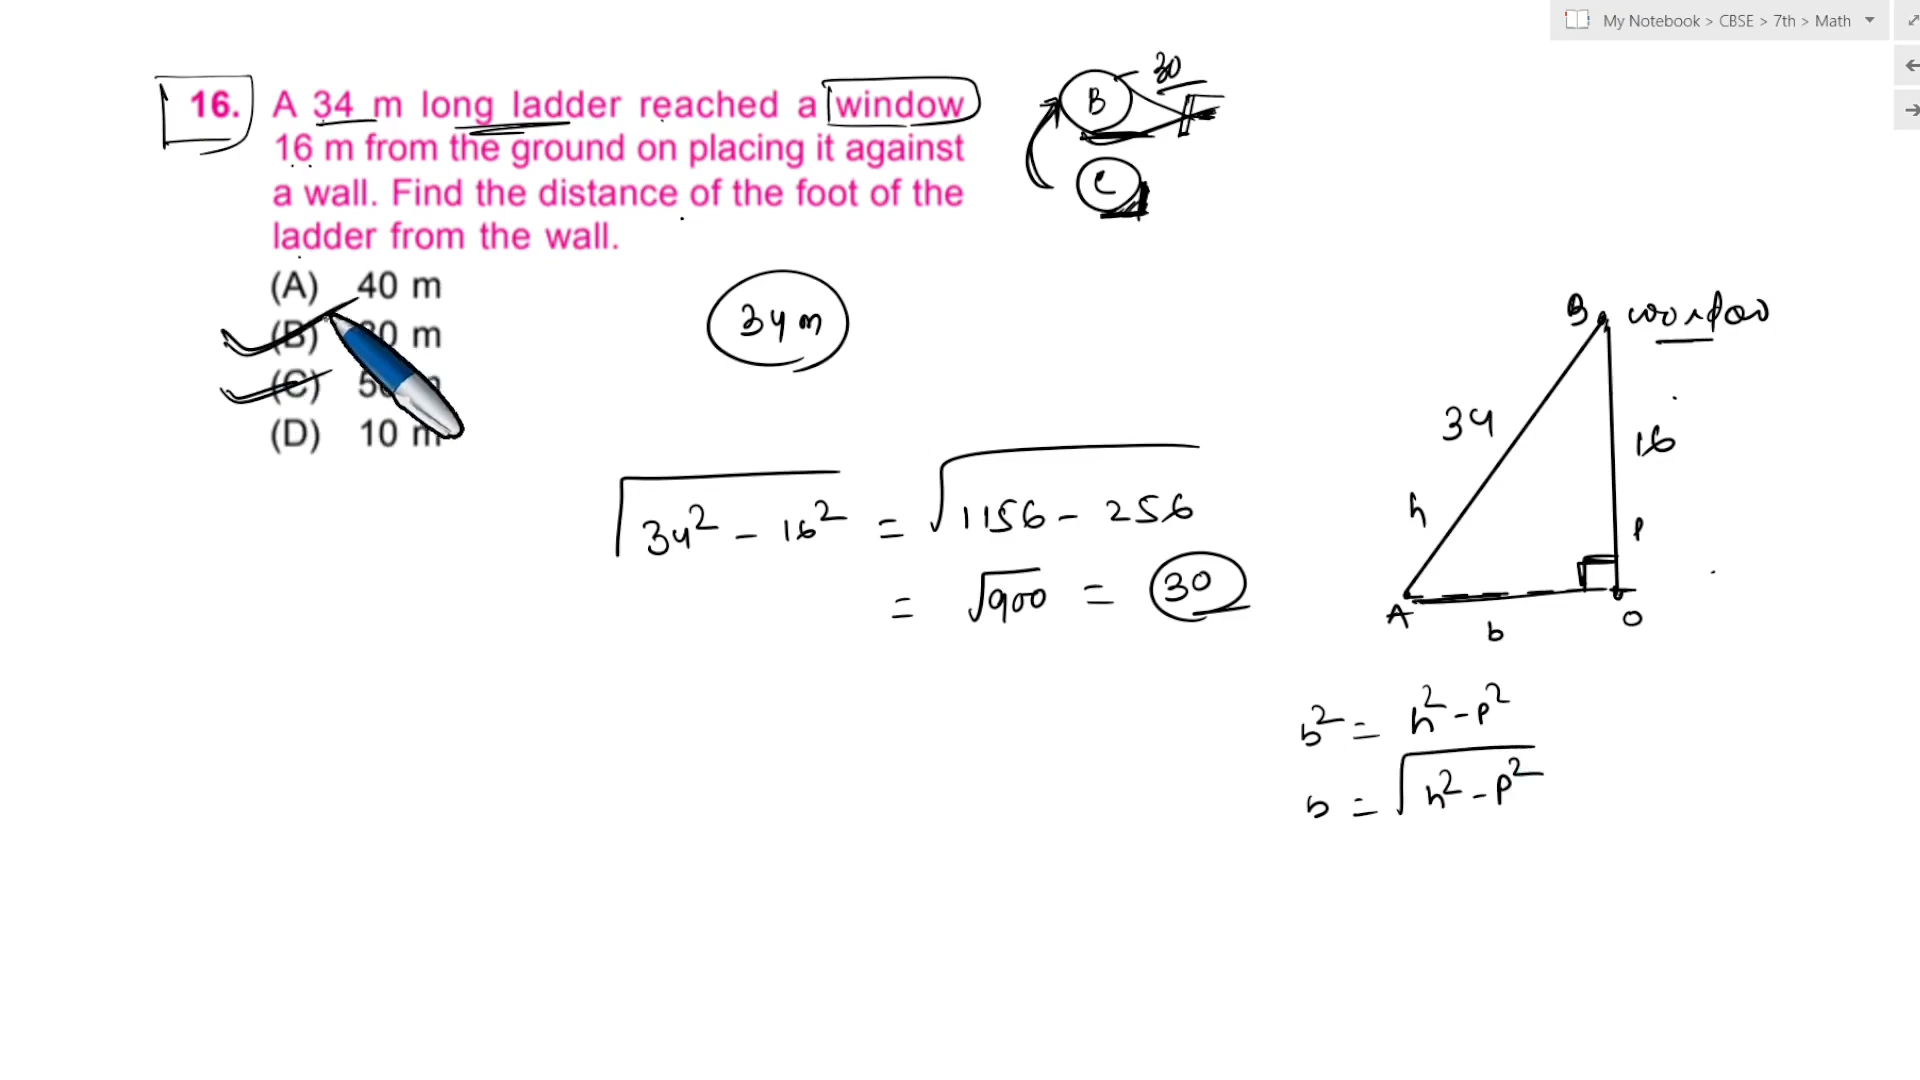 My Notebook > CBSE > 7th > Math
16. A 34 m long ladder reached a window
16 m from the ground on placing it against
a wall. Find the distance of the foot of the
ladder from the wall.
(A) 40 m
(B) 0 m
(C) 5
(D) 10 m
B 30
C
34 m
√34² - 16² = √1156 - 256
= √900 = 30
B window
34
16
h
P
A
b
O
b² = h² - p²
b = √h² - p²